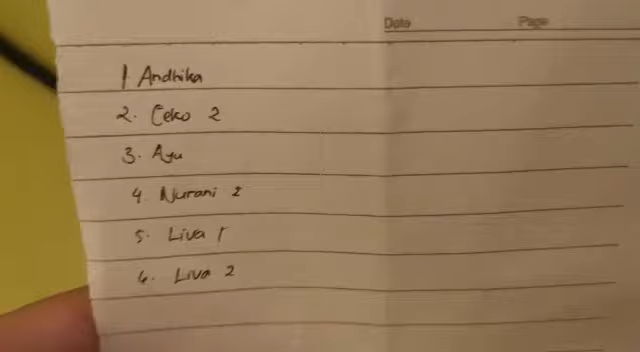 Date Page
1 Andhika
2. Ceko 2
3. Ayu
4. Nurani 2
5. Liva 1
6. Liva 2